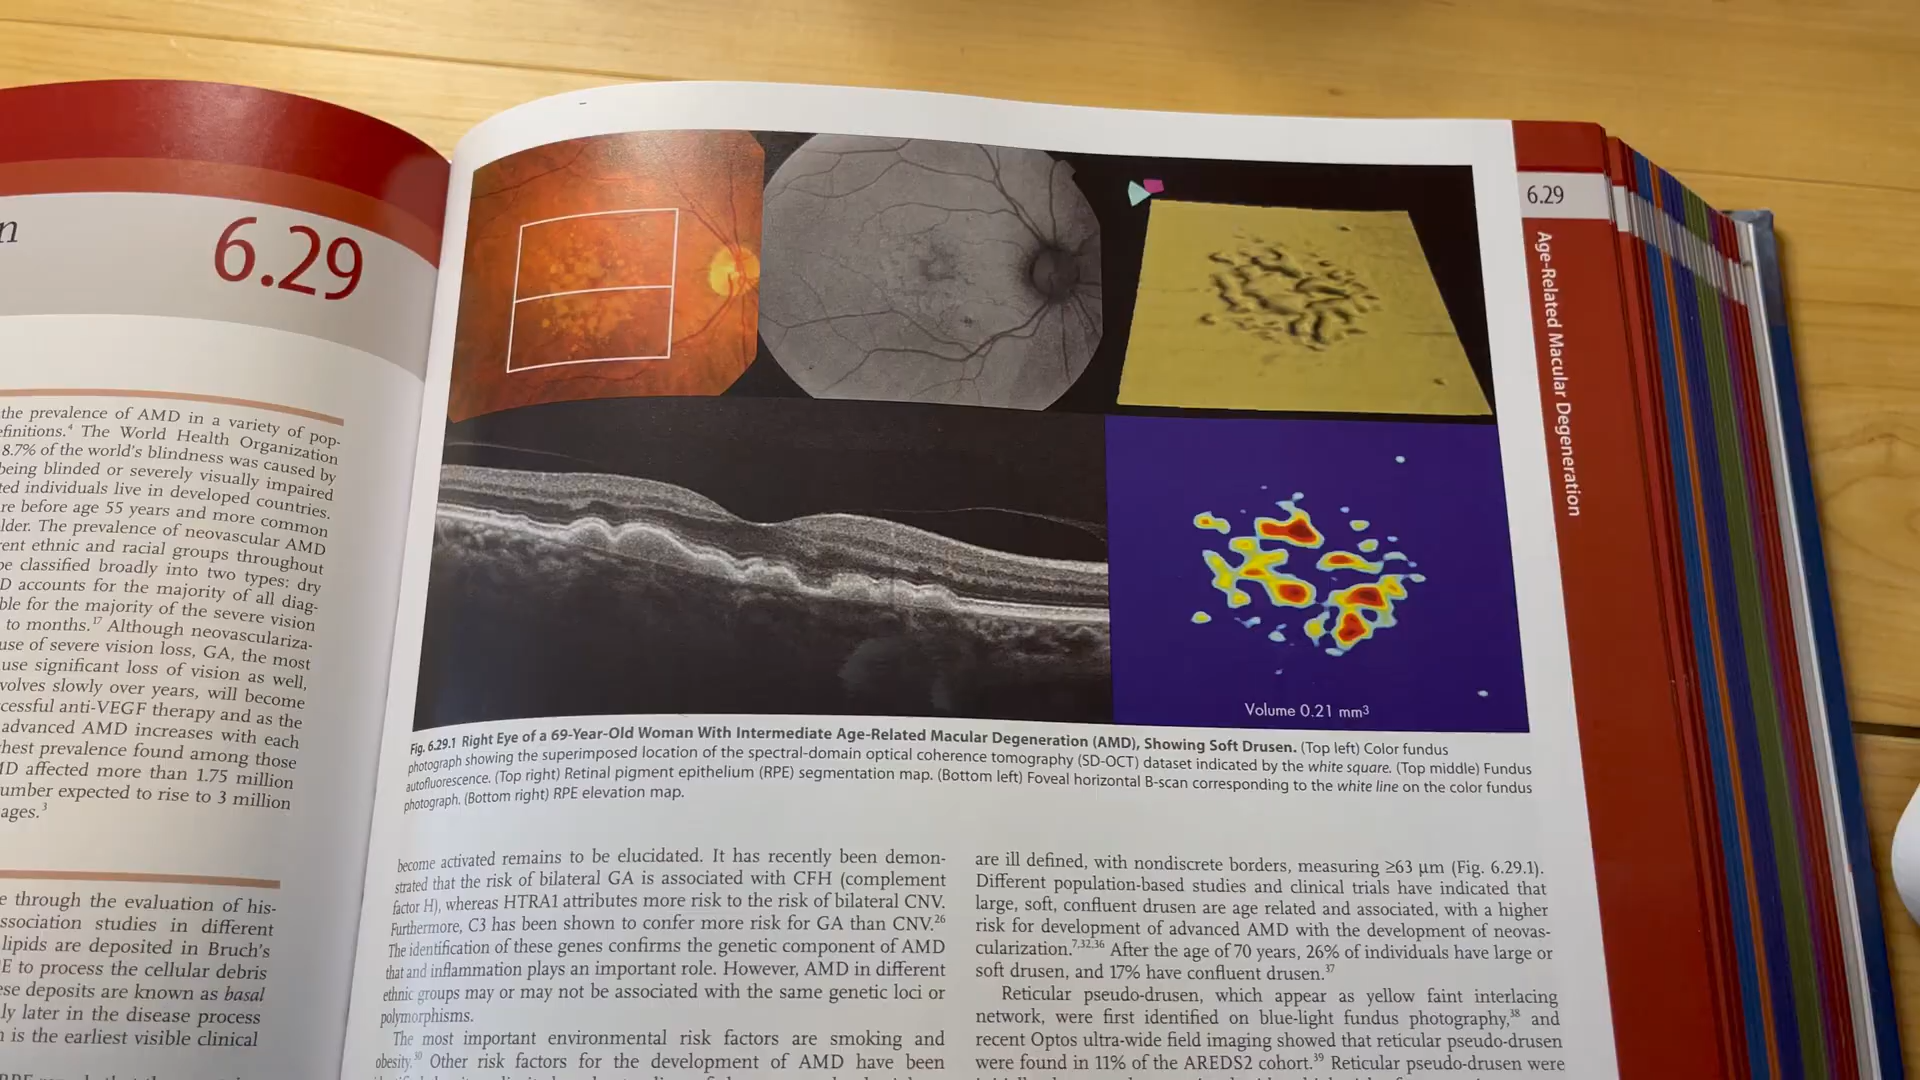 n
6.29
the prevalence of AMD in a variety of pop-
efinitions.4 The World Health Organization
8.7% of the world's blindness was caused by
being blinded or severely visually impaired
ted individuals live in developed countries.
re before age 55 years and more common
lder. The prevalence of neovascular AMD
rent ethnic and racial groups throughout
be classified broadly into two types: dry
D accounts for the majority of all diag-
ble for the majority of the severe vision
to months.17 Although neovasculariza-
use of severe vision loss, GA, the most
use significant loss of vision as well,
volves slowly over years, will become
ccessful anti-VEGF therapy and as the
advanced AMD increases with each
hest prevalence found among those
MD affected more than 1.75 million
umber expected to rise to 3 million
ages.3
e through the evaluation of his-
ssociation studies in different
lipids are deposited in Bruch's
E to process the cellular debris
ese deposits are known as basal
ly later in the disease process
n is the earliest visible clinical
Volume 0.21 mm3
Fig. 6.29.1 Right Eye of a 69-Year-Old Woman With Intermediate Age-Related Macular Degeneration (AMD), Showing Soft Drusen. (Top left) Color fundus
photograph showing the superimposed location of the spectral-domain optical coherence tomography (SD-OCT) dataset indicated by the white square. (Top middle) Fundus
autofluorescence. (Top right) Retinal pigment epithelium (RPE) segmentation map. (Bottom left) Foveal horizontal B-scan corresponding to the white line on the color fundus
photograph. (Bottom right) RPE elevation map.
become activated remains to be elucidated. It has recently been demon-
strated that the risk of bilateral GA is associated with CFH (complement
factor H), whereas HTRA1 attributes more risk to the risk of bilateral CNV.
Furthermore, C3 has been shown to confer more risk for GA than CNV.26
The identification of these genes confirms the genetic component of AMD
that and inflammation plays an important role. However, AMD in different
ethnic groups may or may not be associated with the same genetic loci or
polymorphisms.
The most important environmental risk factors are smoking and
obesity.30 Other risk factors for the development of AMD have been
are ill defined, with nondiscrete borders, measuring ≥63 µm (Fig. 6.29.1).
Different population-based studies and clinical trials have indicated that
large, soft, confluent drusen are age related and associated, with a higher
risk for development of advanced AMD with the development of neovas-
cularization.7,32,36 After the age of 70 years, 26% of individuals have large or
soft drusen, and 17% have confluent drusen.37
Reticular pseudo-drusen, which appear as yellow faint interlacing
network, were first identified on blue-light fundus photography,38 and
recent Optos ultra-wide field imaging showed that reticular pseudo-drusen
were found in 11% of the AREDS2 cohort.39 Reticular pseudo-drusen were
6.29
Age-Related Macular Degeneration